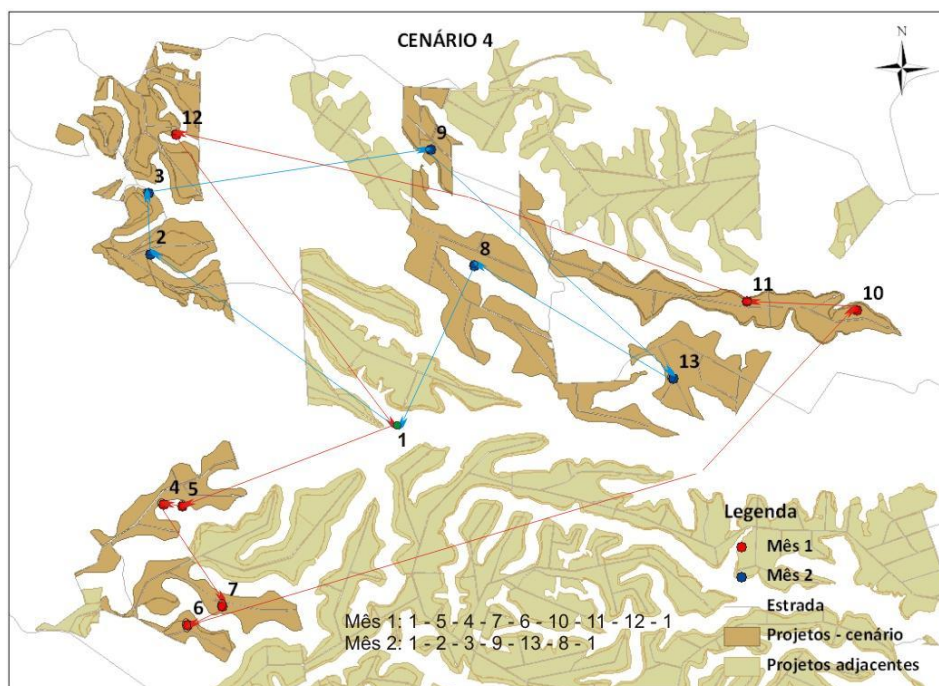 CENÁRIO 4
N
12
9
3
2
8
11
10
13
1
4
5
7
6
Legenda
Mês 1
Mês 2
Estrada
Projetos - cenário
Projetos adjacentes
Mês 1: 1 - 5 - 4 - 7 - 6 - 10 - 11 - 12 - 1
Mês 2: 1 - 2 - 3 - 9 - 13 - 8 - 1